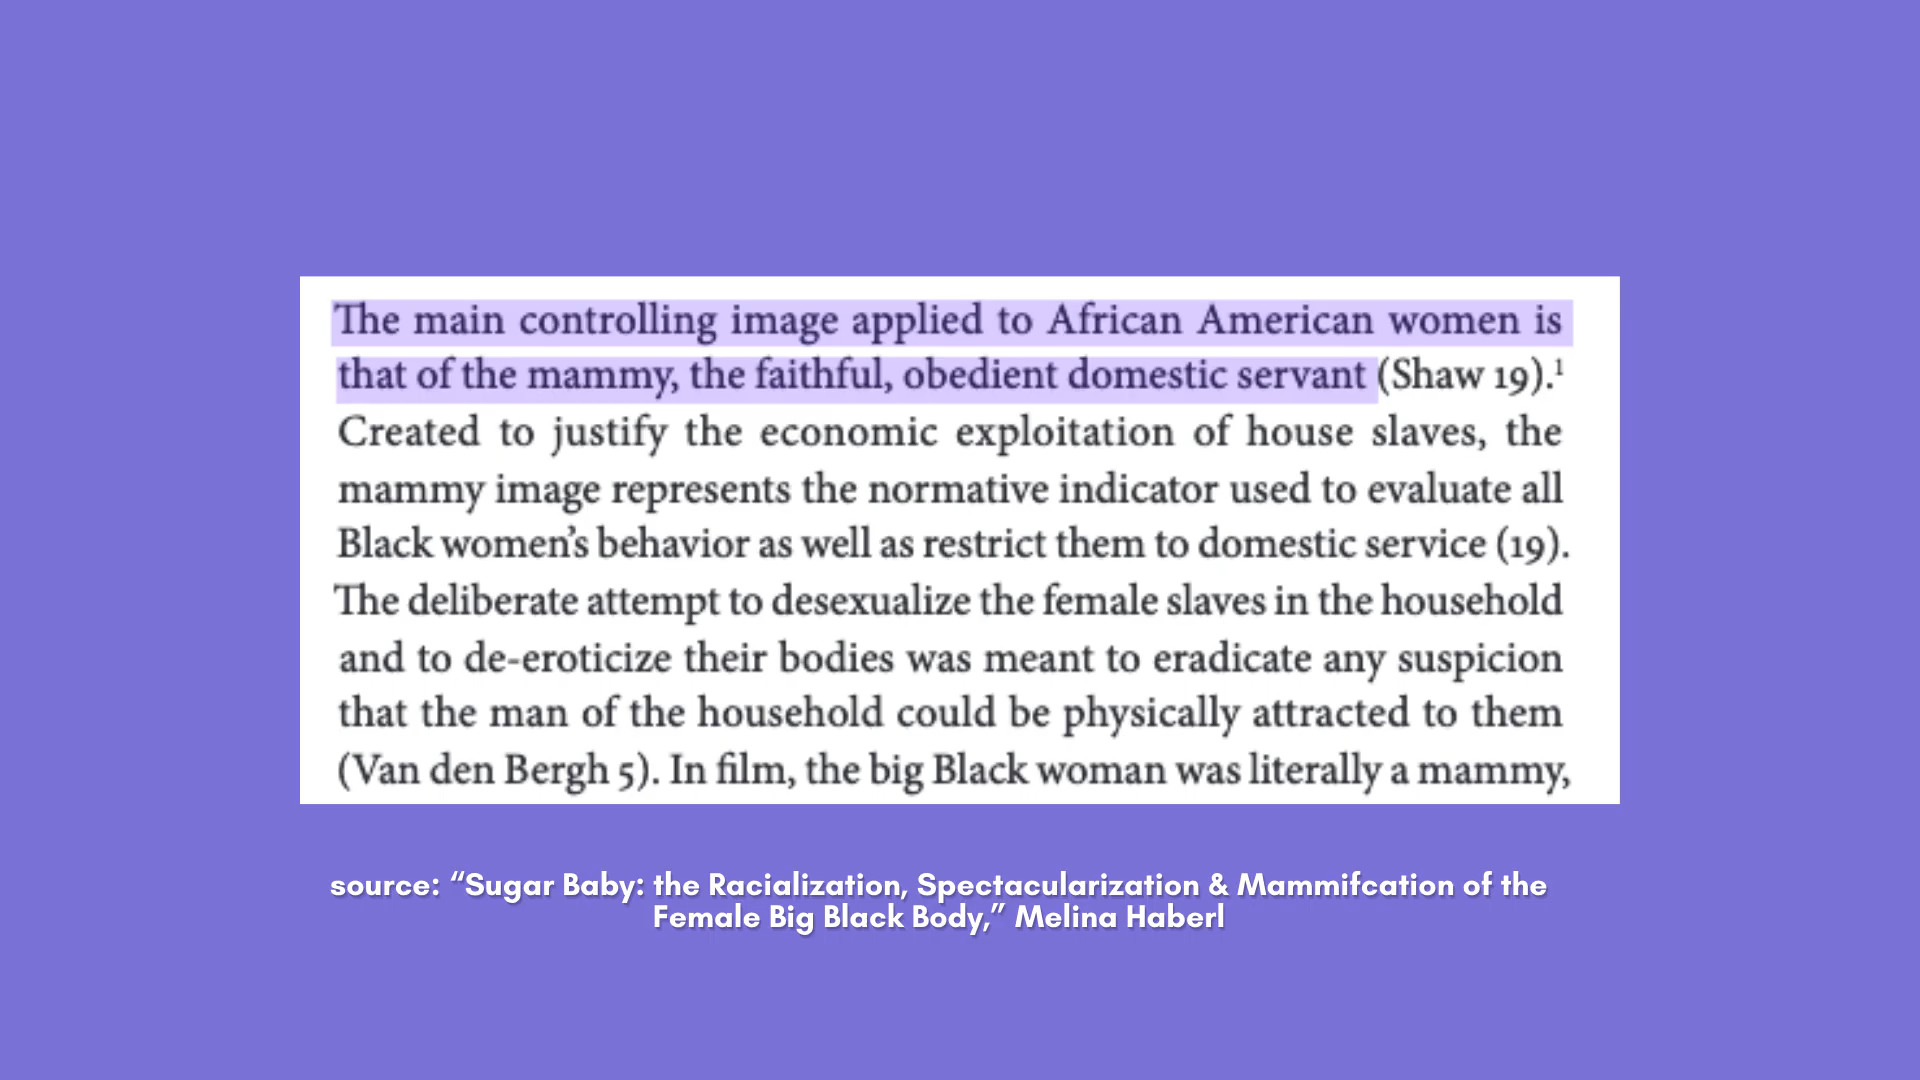 The main controlling image applied to African American women is
that of the mammy, the faithful, obedient domestic servant (Shaw 19).¹
Created to justify the economic exploitation of house slaves, the
mammy image represents the normative indicator used to evaluate all
Black women’s behavior as well as restrict them to domestic service (19).
The deliberate attempt to desexualize the female slaves in the household
and to de-eroticize their bodies was meant to eradicate any suspicion
that the man of the household could be physically attracted to them
(Van den Bergh 5). In film, the big Black woman was literally a mammy,
source: “Sugar Baby: the Racialization, Spectacularization & Mammifcation of the
Female Big Black Body,” Melina Haberl